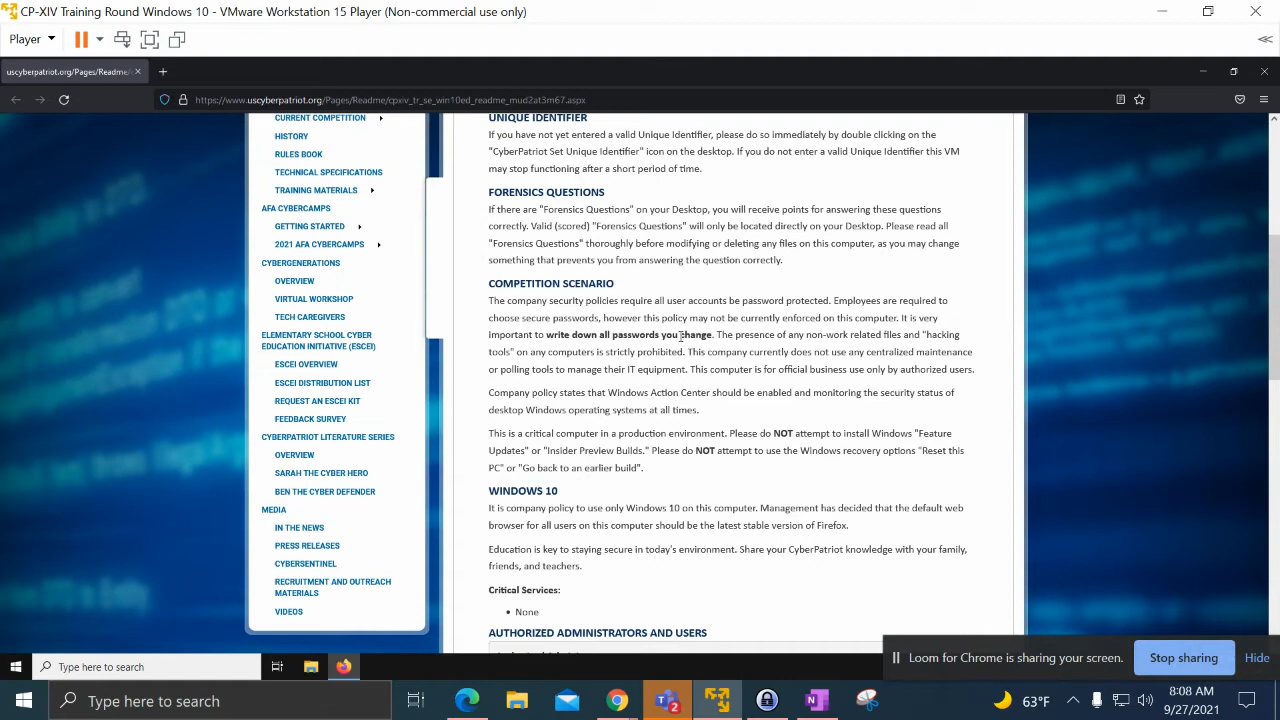 CP-XIV Training Round Windows 10 - VMware Workstation 15 Player (Non-commercial use only)
Player
uscyberpatriot.org/Pages/Readme/
https://www.uscyberpatriot.org/Pages/Readme/cpxiv_tr_se_win10ed_readme_mud2at3m67.aspx
CURRENT COMPETITION
HISTORY
RULES BOOK
TECHNICAL SPECIFICATIONS
TRAINING MATERIALS
AFA CYBERCAMPS
GETTING STARTED
2021 AFA CYBERCAMPS
CYBERGENERATIONS
OVERVIEW
VIRTUAL WORKSHOP
TECH CAREGIVERS
ELEMENTARY SCHOOL CYBER
EDUCATION INITIATIVE (ESCEI)
ESCEI OVERVIEW
ESCEI DISTRIBUTION LIST
REQUEST AN ESCEI KIT
FEEDBACK SURVEY
CYBERPATRIOT LITERATURE SERIES
OVERVIEW
SARAH THE CYBER HERO
BEN THE CYBER DEFENDER
MEDIA
IN THE NEWS
PRESS RELEASES
CYBERSENTINEL
RECRUITMENT AND OUTREACH
MATERIALS
VIDEOS
UNIQUE IDENTIFIER
If you have not yet entered a valid Unique Identifier, please do so immediately by double clicking on the
"CyberPatriot Set Unique Identifier" icon on the desktop. If you do not enter a valid Unique Identifier this VM
may stop functioning after a short period of time.
FORENSICS QUESTIONS
If there are "Forensics Questions" on your Desktop, you will receive points for answering these questions
correctly. Valid (scored) "Forensics Questions" will only be located directly on your Desktop. Please read all
"Forensics Questions" thoroughly before modifying or deleting any files on this computer, as you may change
something that prevents you from answering the question correctly.
COMPETITION SCENARIO
The company security policies require all user accounts be password protected. Employees are required to
choose secure passwords, however this policy may not be currently enforced on this computer. It is very
important to write down all passwords you change. The presence of any non-work related files and "hacking
tools" on any computers is strictly prohibited. This company currently does not use any centralized maintenance
or polling tools to manage their IT equipment. This computer is for official business use only by authorized users.
Company policy states that Windows Action Center should be enabled and monitoring the security status of
desktop Windows operating systems at all times.
This is a critical computer in a production environment. Please do NOT attempt to install Windows "Feature
Updates" or "Insider Preview Builds." Please do NOT attempt to use the Windows recovery options "Reset this
PC" or "Go back to an earlier build".
WINDOWS 10
It is company policy to use only Windows 10 on this computer. Management has decided that the default web
browser for all users on this computer should be the latest stable version of Firefox.
Education is key to staying secure in today's environment. Share your CyberPatriot knowledge with your family,
friends, and teachers.
Critical Services:
• None
AUTHORIZED ADMINISTRATORS AND USERS
Loom for Chrome is sharing your screen.
Stop sharing
Hide
Type here to search
Type here to search
2
63°F
8:08 AM
9/27/2021